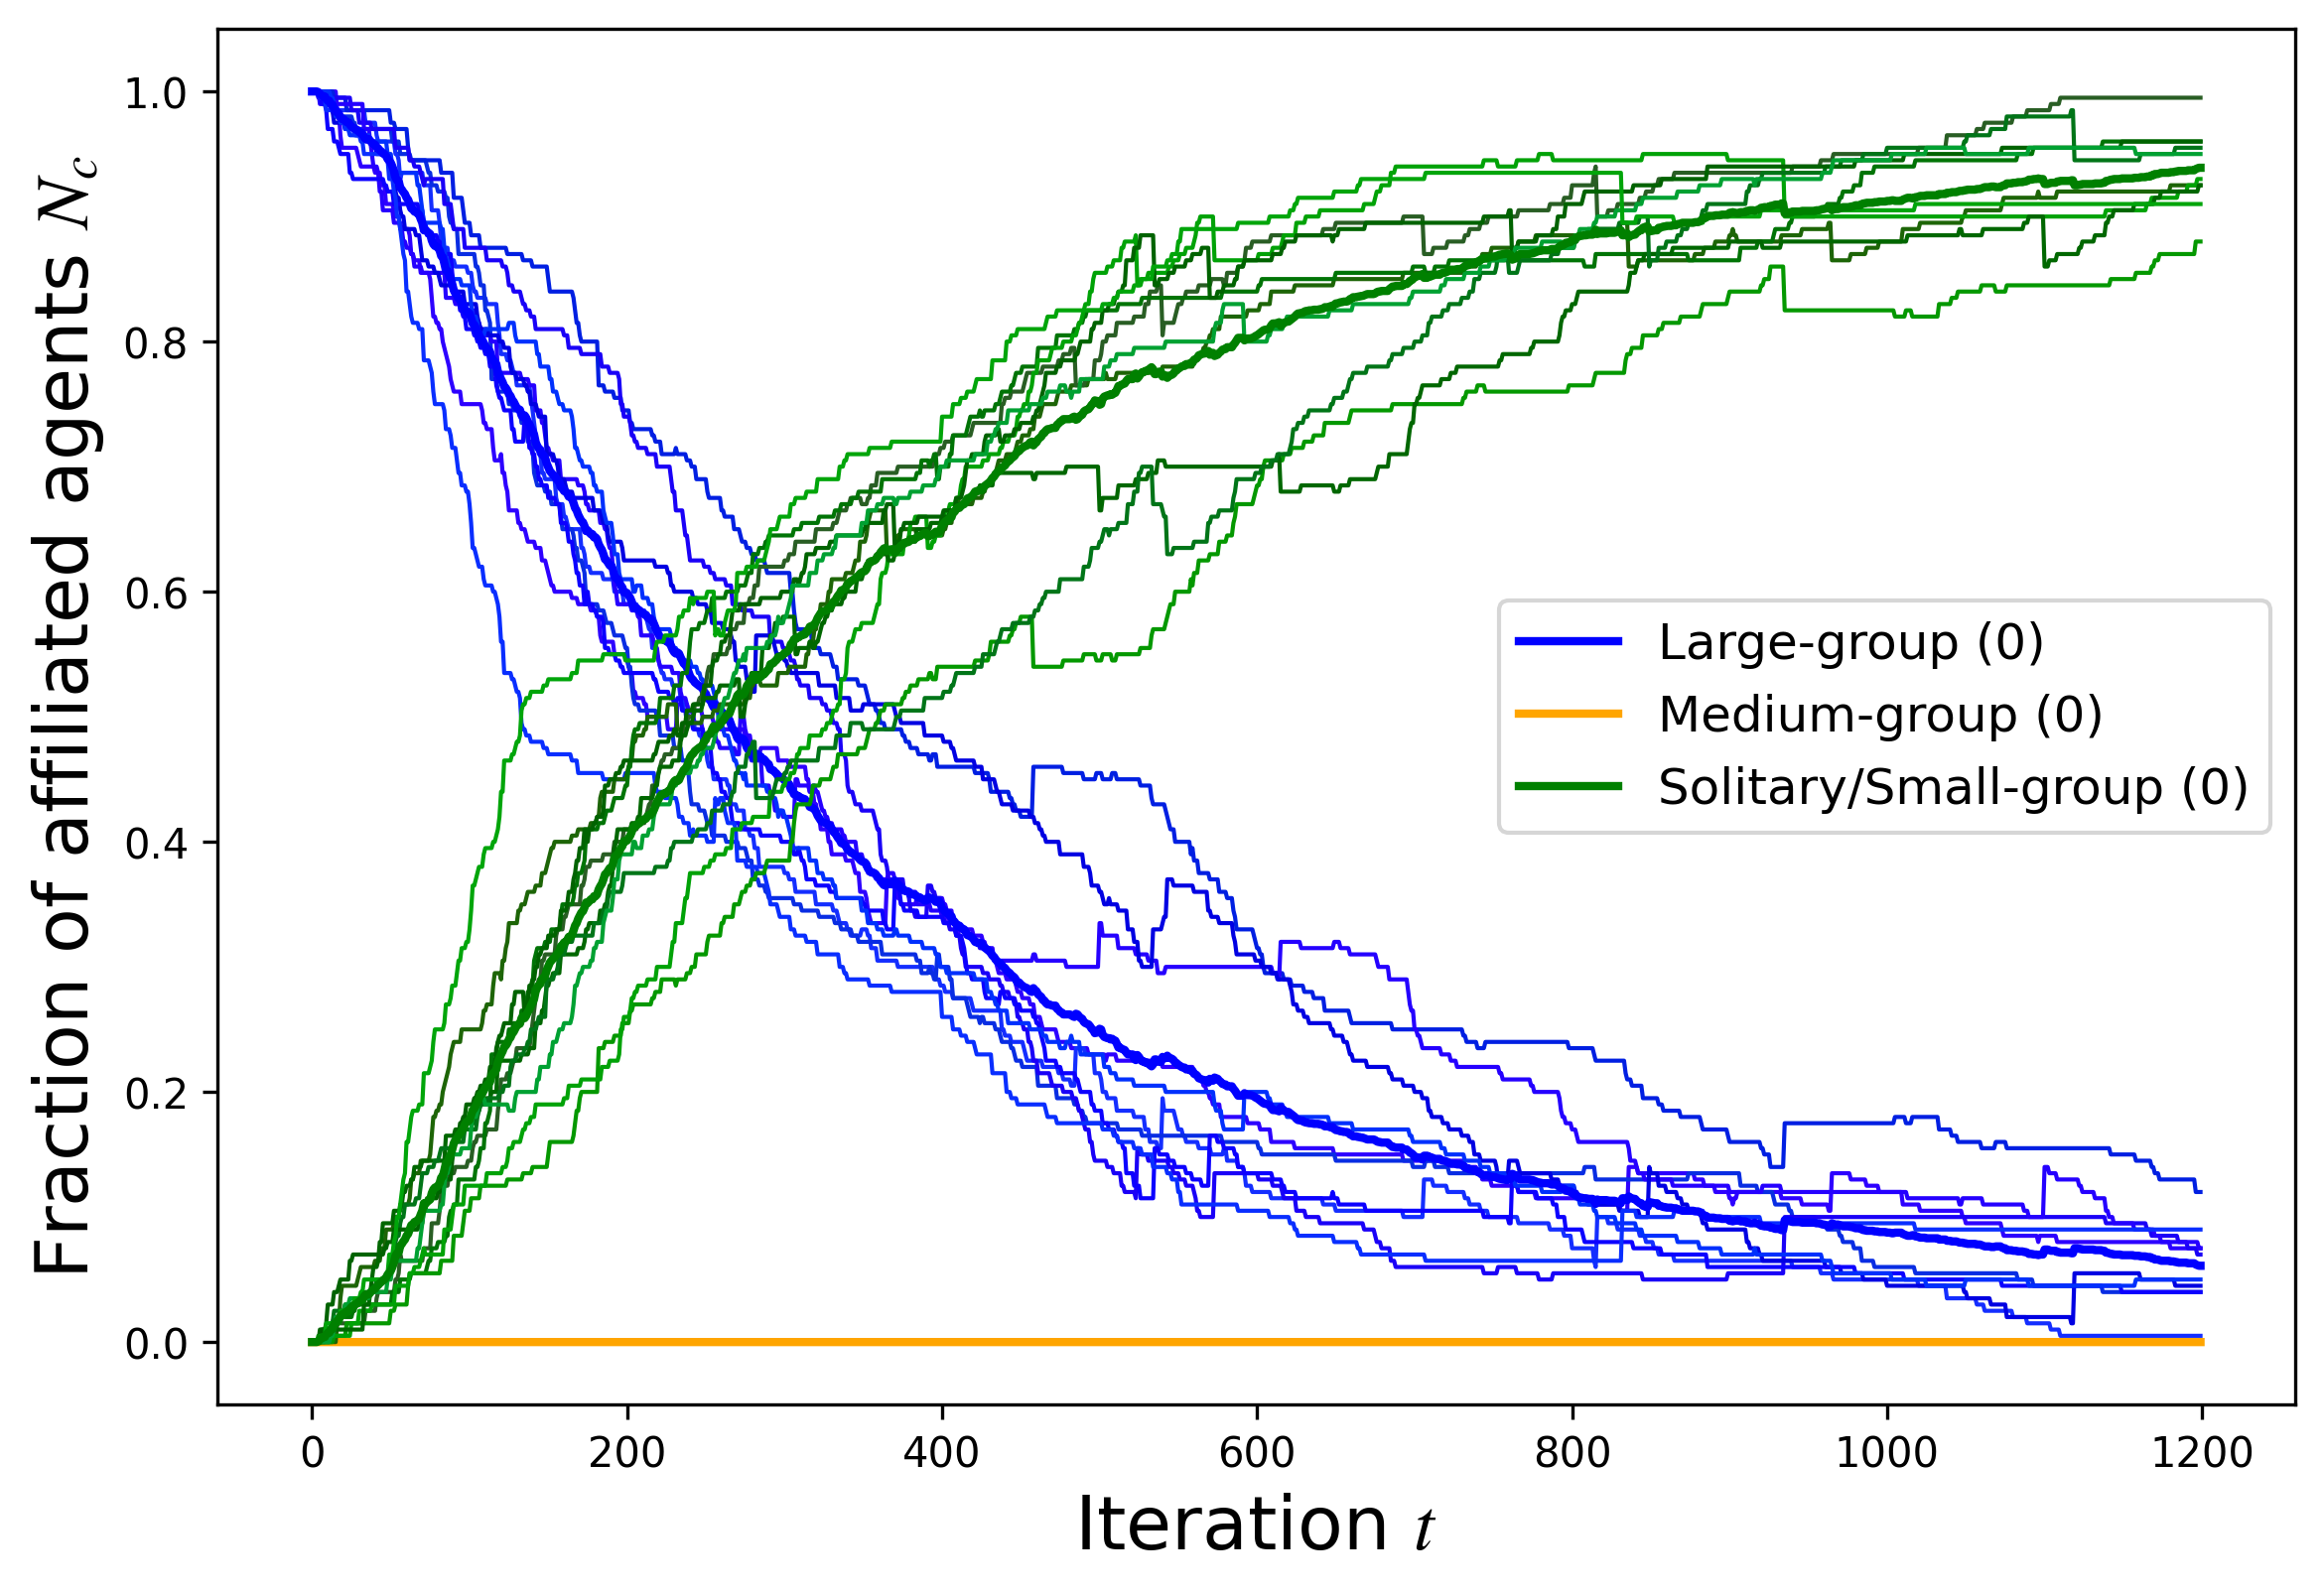 Fraction of affiliated agents N_c
1.0
0.8
0.6
0.4
0.2
0.0
Large-group (0)
Medium-group (0)
Solitary/Small-group (0)
0 200 400 600 800 1000 1200
Iteration t